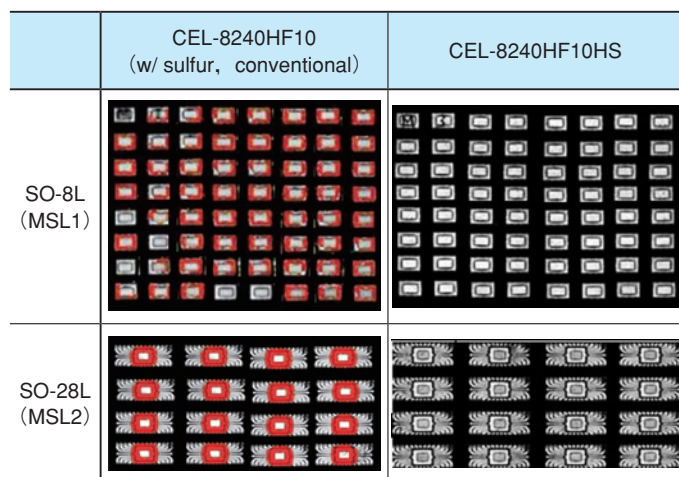 CEL-8240HF10
(w/ sulfur, conventional)
CEL-8240HF10HS
SO-8L
(MSL1)
SO-28L
(MSL2)